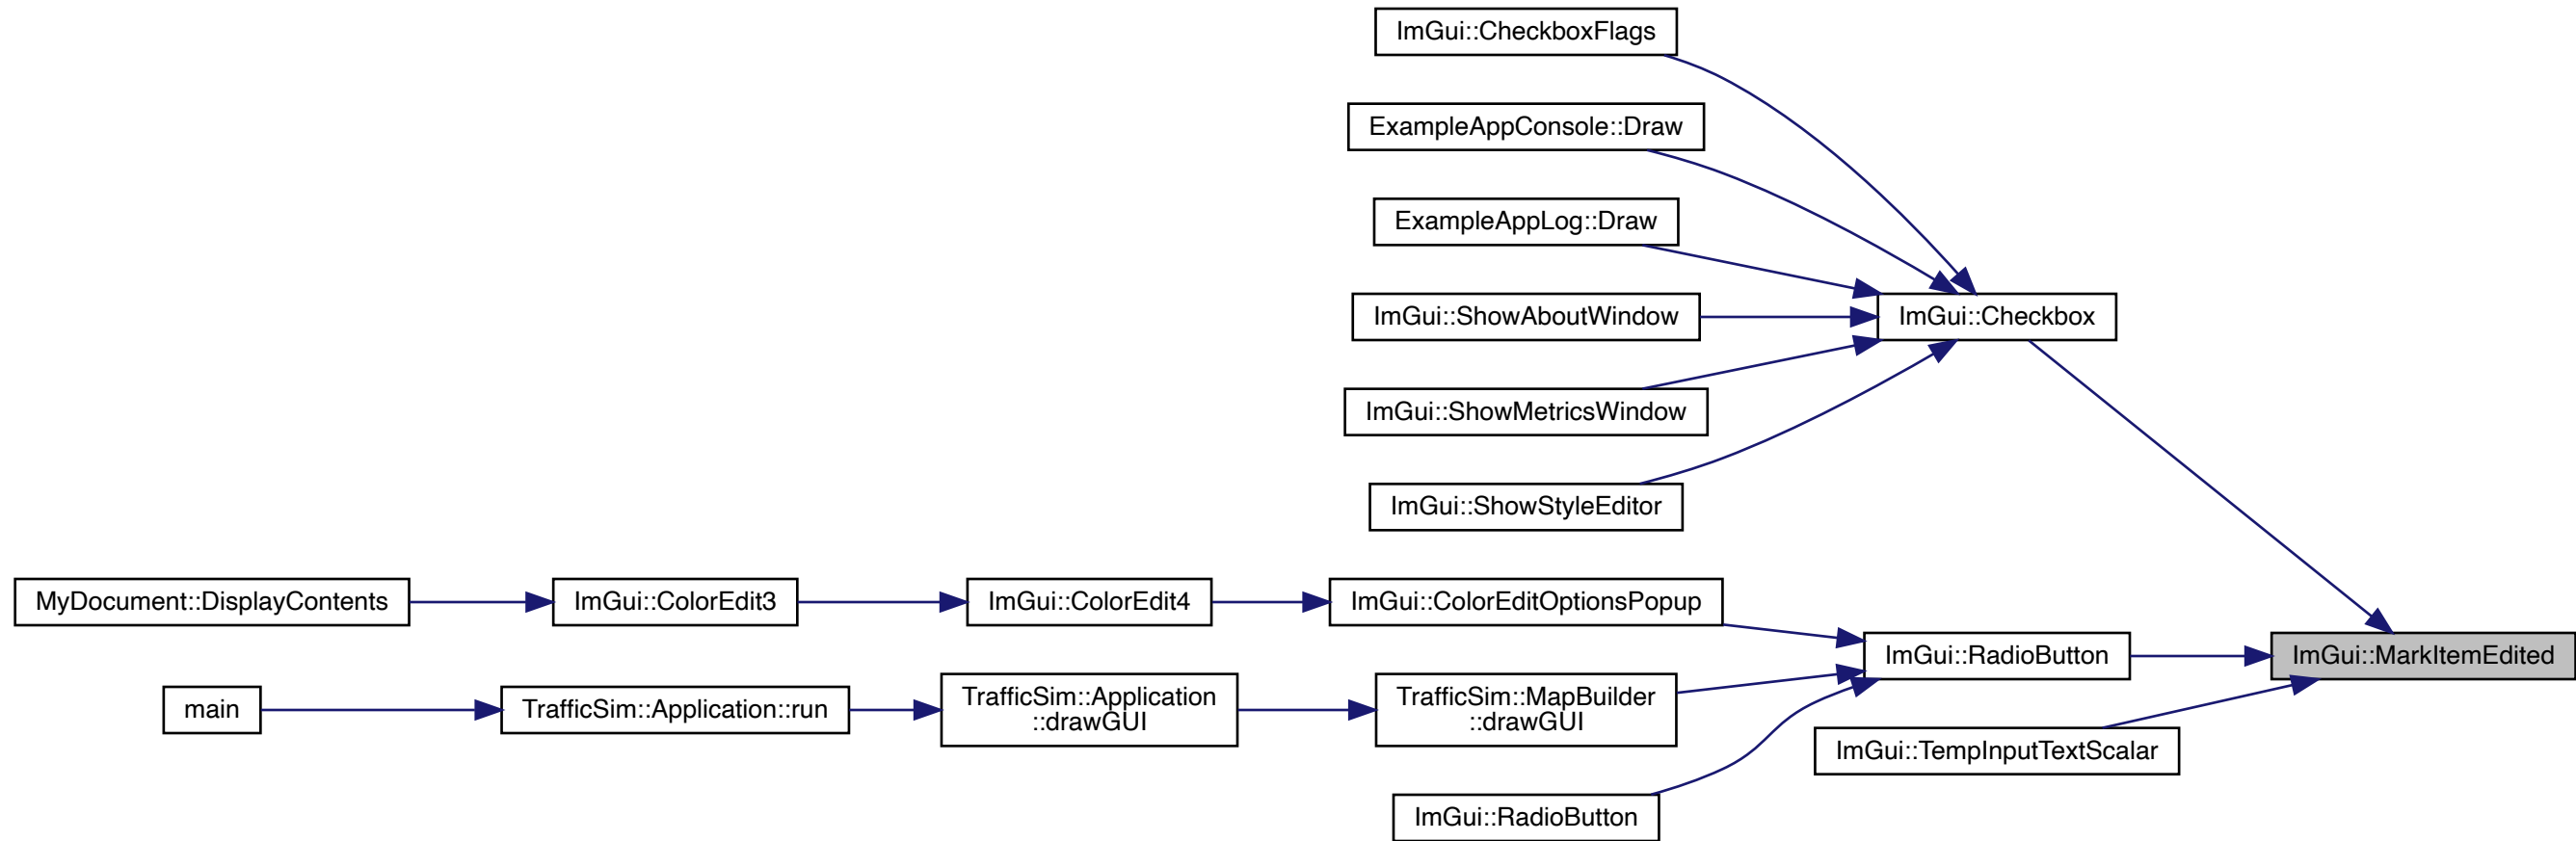 ImGui::CheckboxFlags
ExampleAppConsole::Draw
ExampleAppLog::Draw
ImGui::ShowAboutWindow
ImGui::Checkbox
ImGui::ShowMetricsWindow
ImGui::ShowStyleEditor
MyDocument::DisplayContents
ImGui::ColorEdit3
ImGui::ColorEdit4
ImGui::ColorEditOptionsPopup
ImGui::RadioButton
ImGui::MarkItemEdited
main
TrafficSim::Application::run
TrafficSim::Application
::drawGUI
TrafficSim::MapBuilder
::drawGUI
ImGui::TempInputTextScalar
ImGui::RadioButton